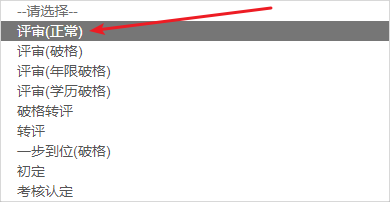 --请选择--
评审(正常)
评审(破格)
评审(年限破格)
评审(学历破格)
破格转评
转评
一步到位(破格)
初定
考核认定